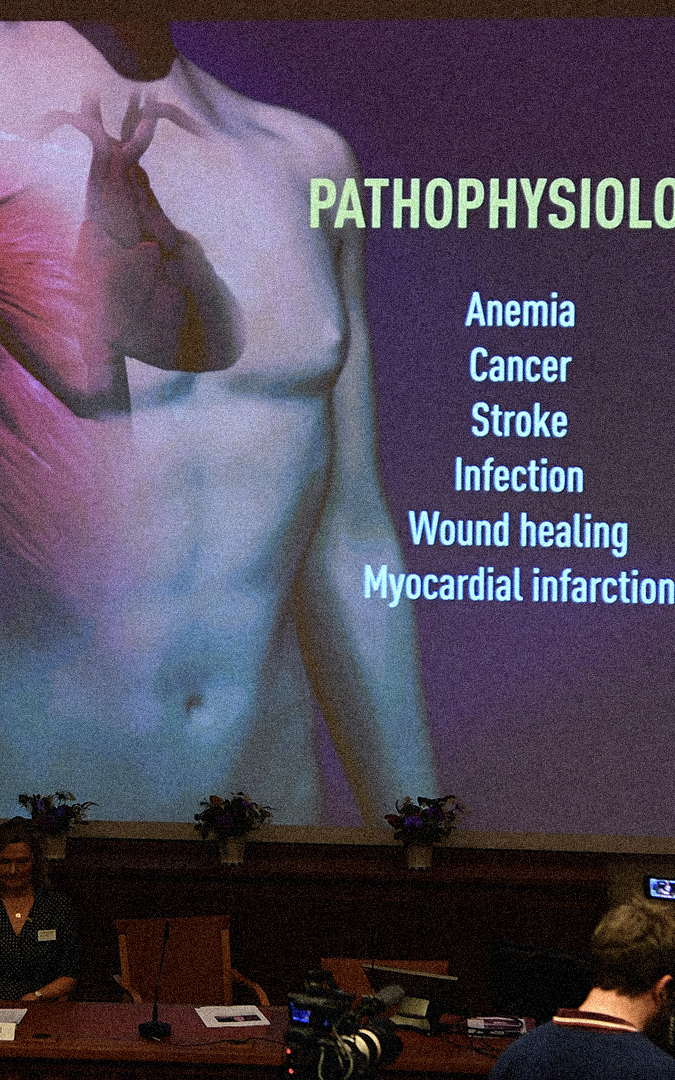 PATHOPHYSIOLO
Anemia
Cancer
Stroke
Infection
Wound healing
Myocardial infarction